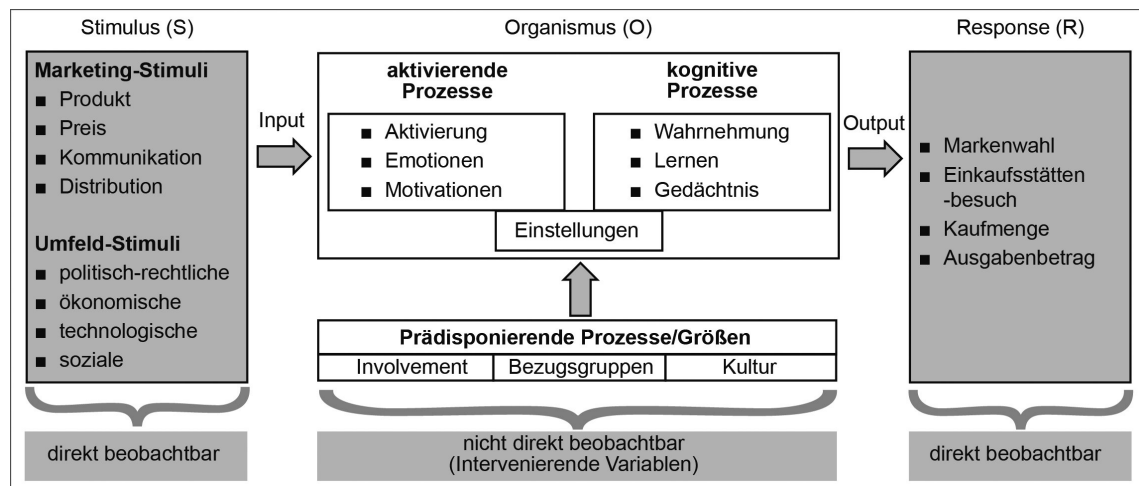 Stimulus (S)
Marketing-Stimuli
■ Produkt
■ Preis
■ Kommunikation
■ Distribution
Umfeld-Stimuli
■ politisch-rechtliche
■ ökonomische
■ technologische
■ soziale
direkt beobachtbar
Input
Organismus (O)
aktivierende
Prozesse
■ Aktivierung
■ Emotionen
■ Motivationen
kognitive
Prozesse
■ Wahrnehmung
■ Lernen
■ Gedächtnis
Einstellungen
Prädisponierende Prozesse/Größen
Involvement
Bezugsgruppen
Kultur
nicht direkt beobachtbar
(Intervenierende Variablen)
Output
Response (R)
■ Markenwahl
■ Einkaufsstätten
-besuch
■ Kaufmenge
■ Ausgabenbetrag
direkt beobachtbar